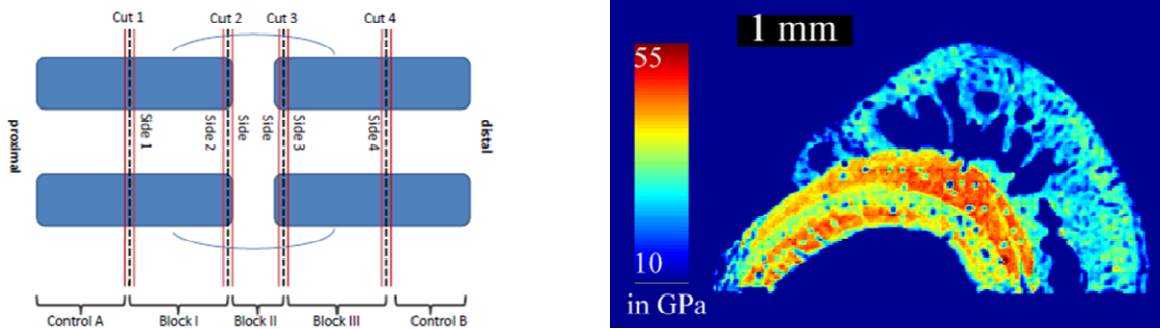 Cut 1 Cut 2 Cut 3 Cut 4
proximal
Side 1
Side 2
Side
Side
Side 3
Side 4
distal
Control A Block I Block II Block III Control B
1 mm
55
10
in GPa